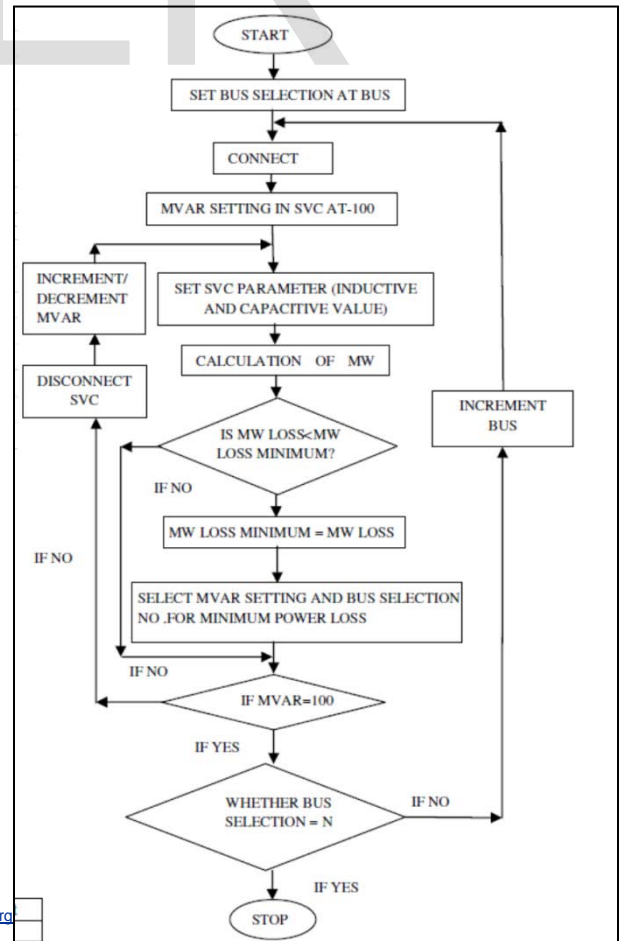 START
SET BUS SELECTION AT BUS
CONNECT
MVAR SETTING IN SVC AT-100
INCREMENT/
DECREMENT
MVAR
SET SVC PARAMETER (INDUCTIVE
AND CAPACITIVE VALUE)
CALCULATION OF MW
DISCONNECT
SVC
INCREMENT
BUS
IS MW LOSS<MW
LOSS MINIMUM?
IF NO
MW LOSS MINIMUM = MW LOSS
IF NO
SELECT MVAR SETTING AND BUS SELECTION
NO .FOR MINIMUM POWER LOSS
IF NO
IF MVAR=100
IF YES
WHETHER BUS
SELECTION = N
IF NO
IF YES
STOP
rg